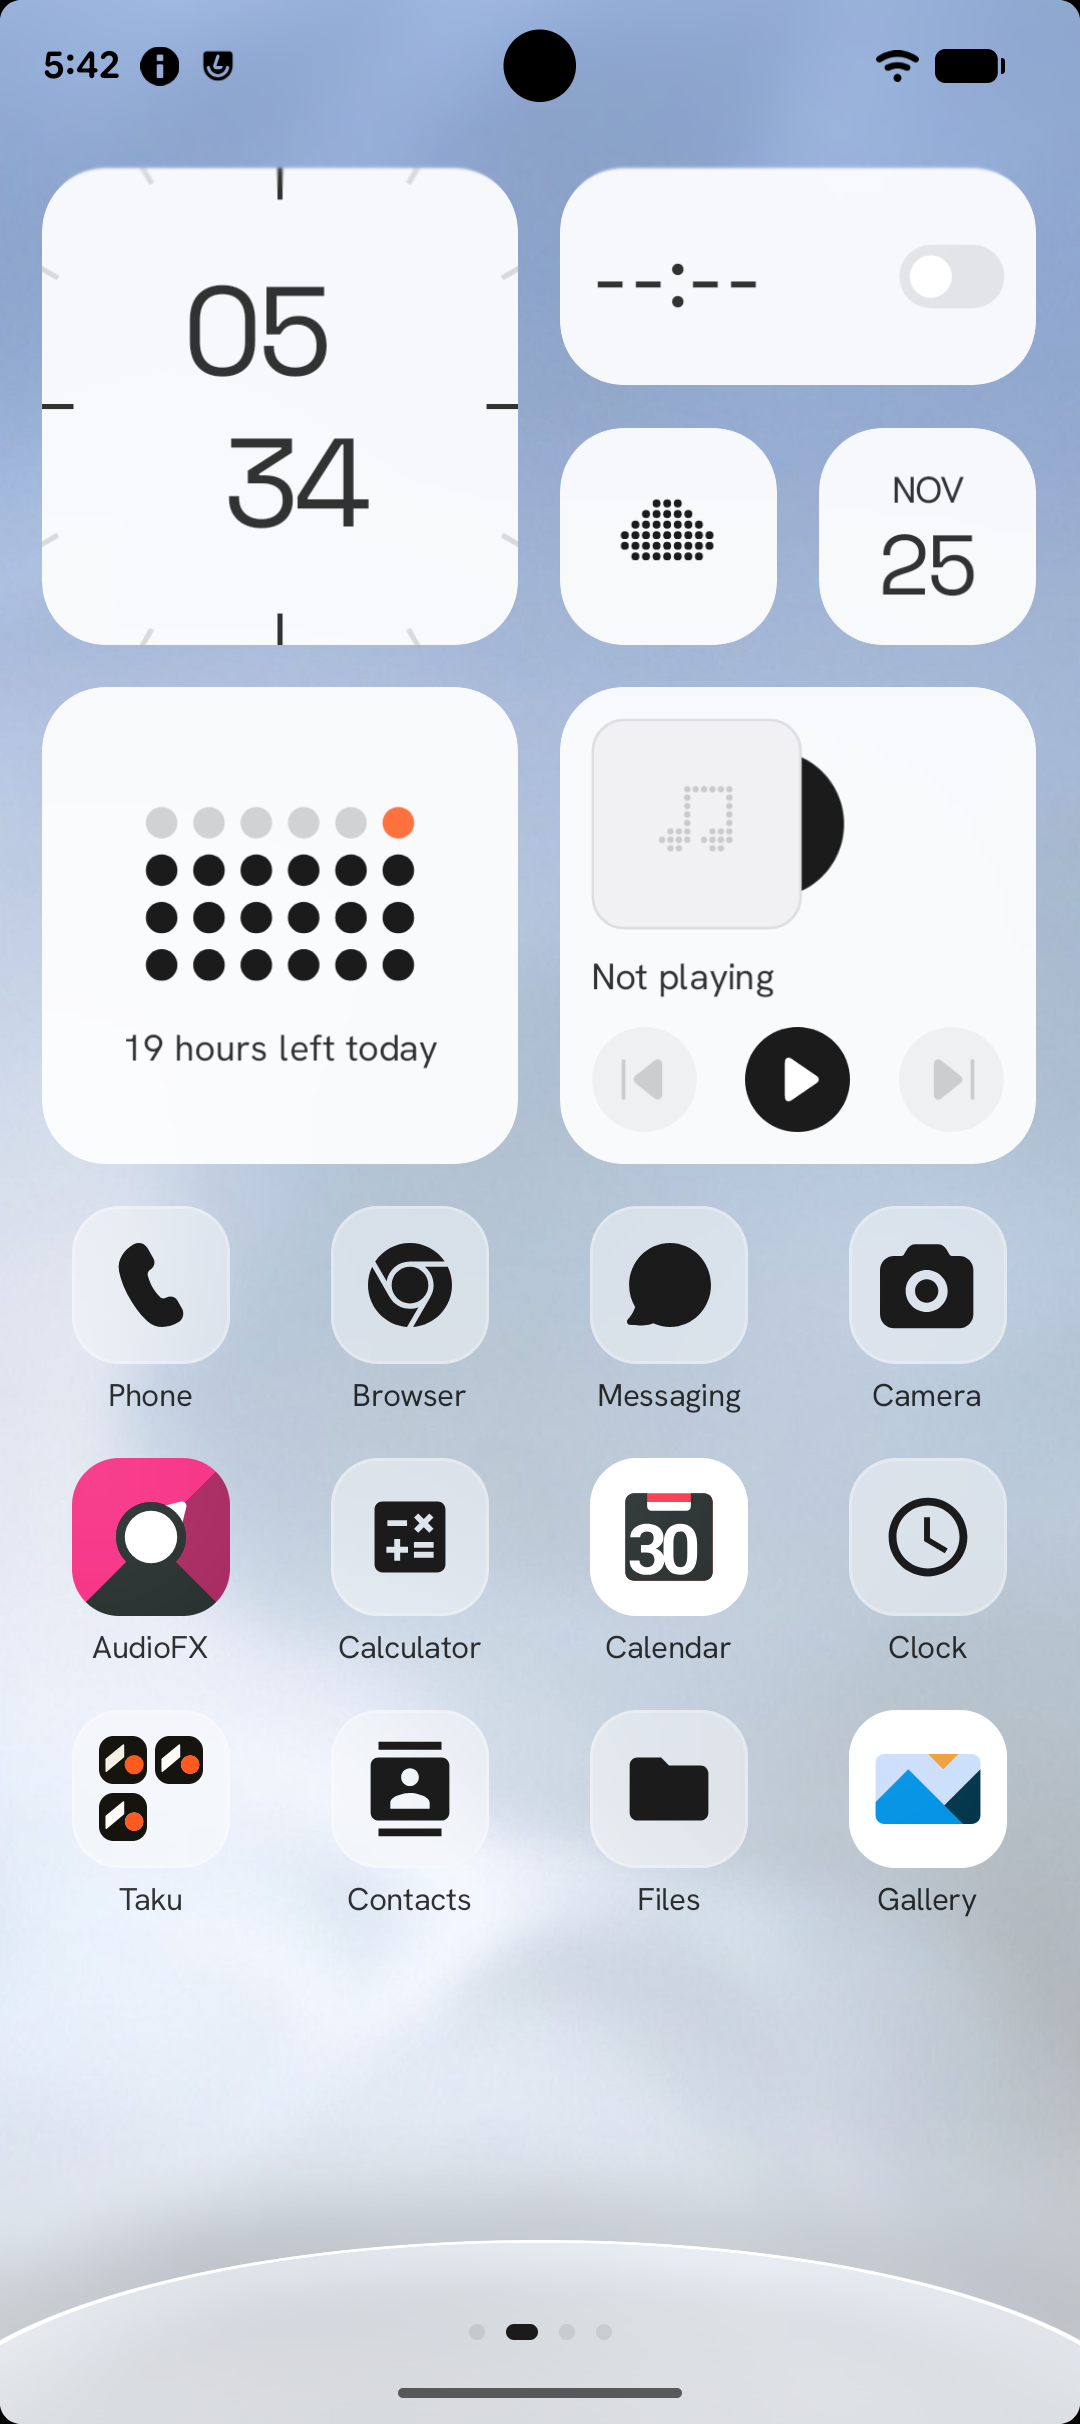 5:42
05
34
--:--
NOV
25
19 hours left today
Not playing
Phone
Browser
Messaging
Camera
30
AudioFX
Calculator
Calendar
Clock
Taku
Contacts
Files
Gallery